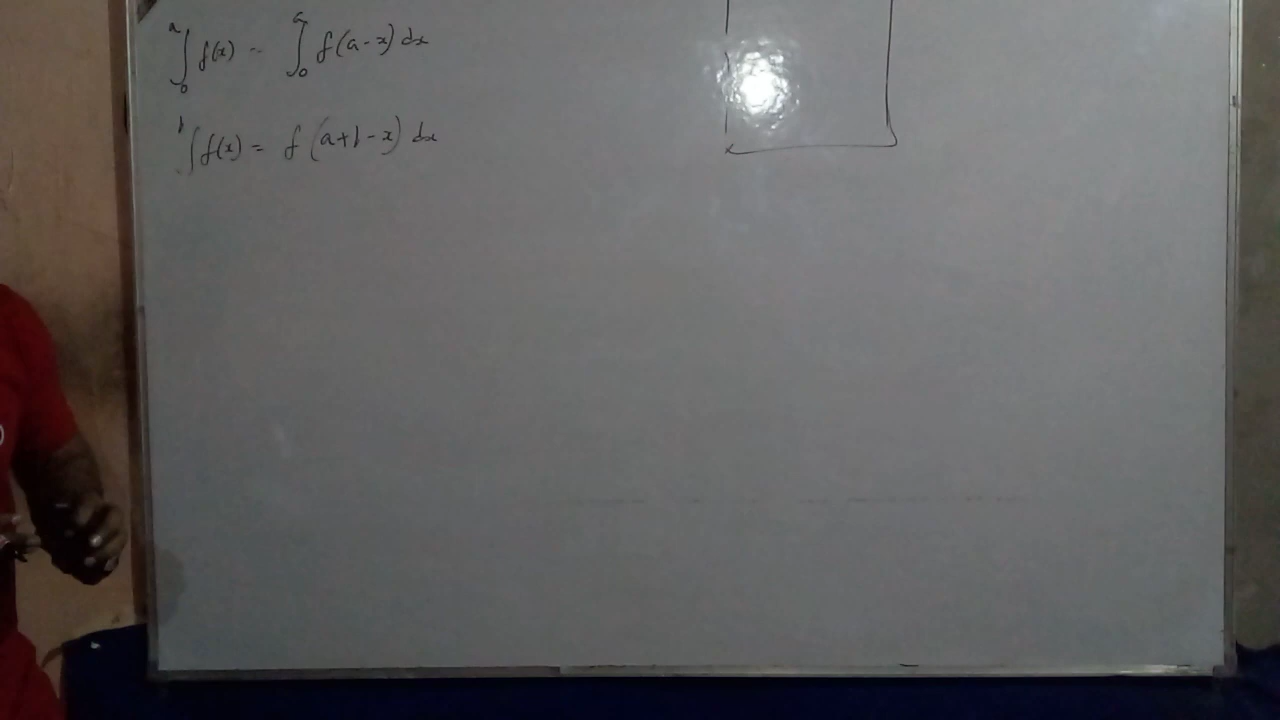 ∫₀ᵃ f(x) = ∫₀ᵃ f(a-x) dx
ᵇ∫ f(x) = f(a+b-x) dx